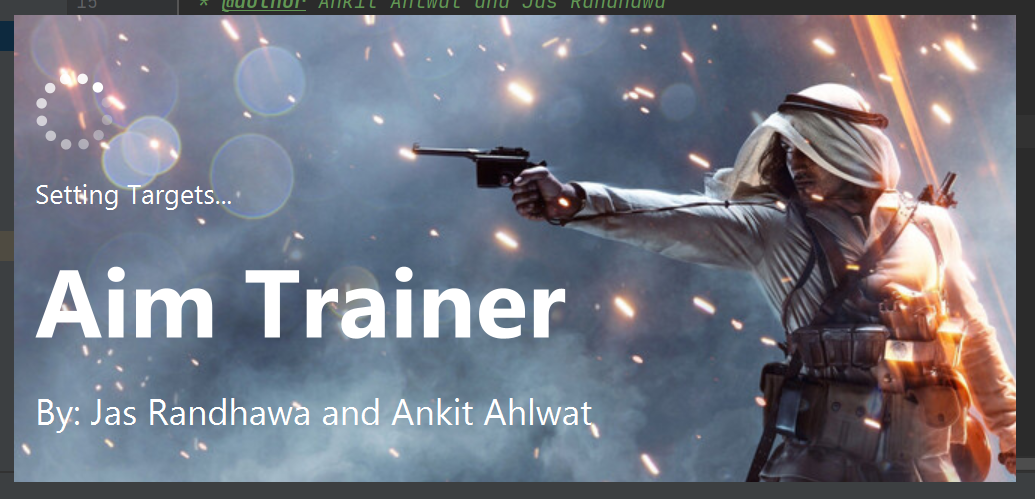 15 * @author Ankit Ahlwat and Jas Randhawa
Setting Targets...
Aim Trainer
By: Jas Randhawa and Ankit Ahlwat